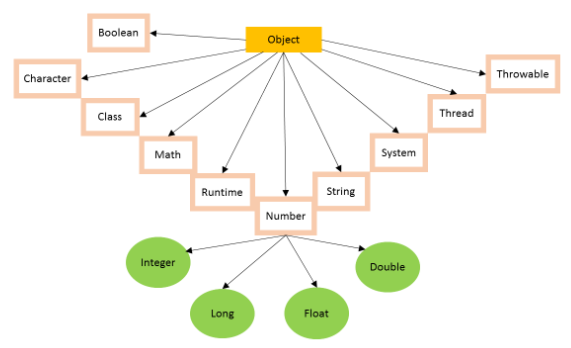 Boolean
Object
Character
Throwable
Class
Thread
Math
System
Runtime
String
Number
Integer
Double
Long
Float